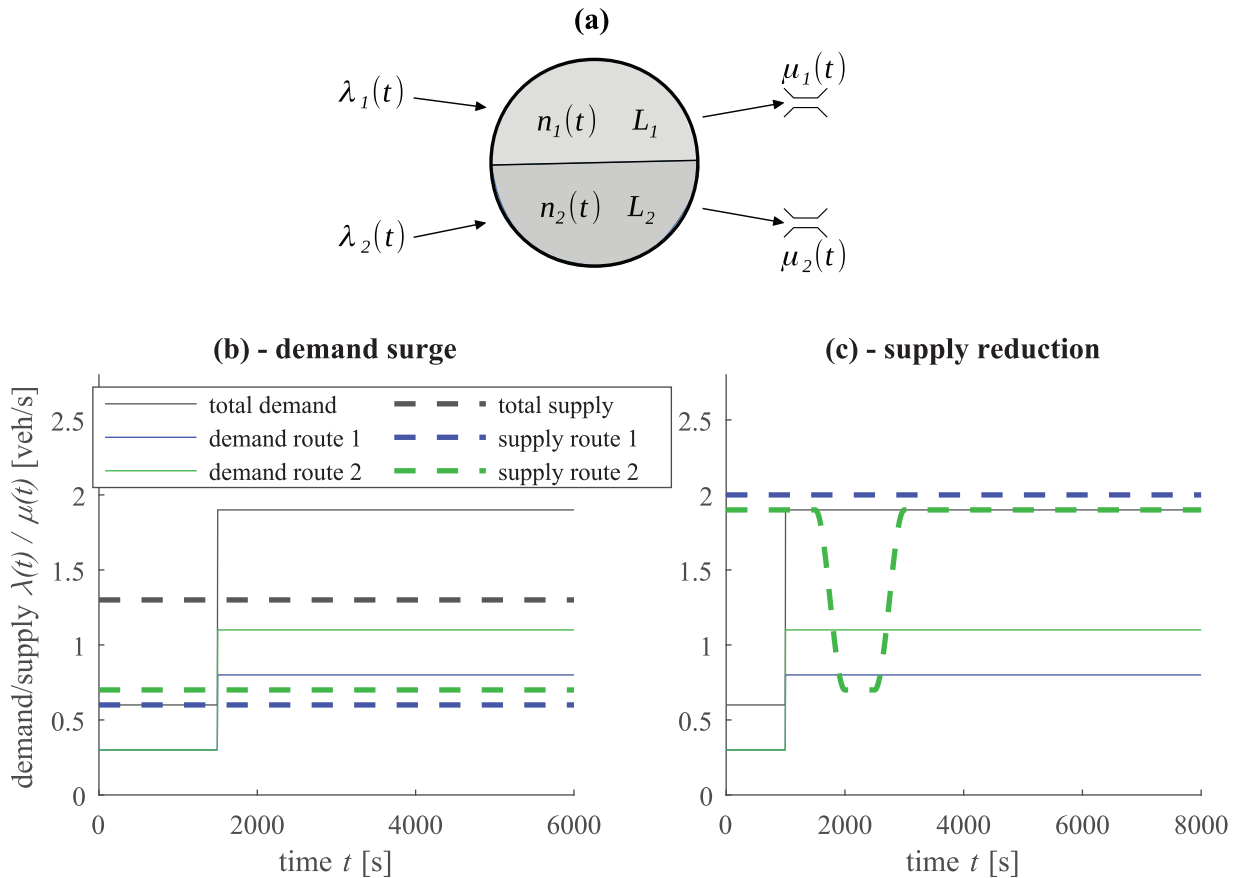 (a)
λ₁(t)
μ₁(t)
n₁(t) L₁
n₂(t) L₂
λ₂(t)
μ₂(t)
(b) - demand surge
(c) - supply reduction
demand/supply λ(t) / μ(t) [veh/s]
total demand
total supply
demand route 1
supply route 1
demand route 2
supply route 2
2.5
2
1.5
1
0.5
0
0 2000 4000 6000
time t [s]
2.5
2
1.5
1
0.5
0
0 2000 4000 6000 8000
time t [s]